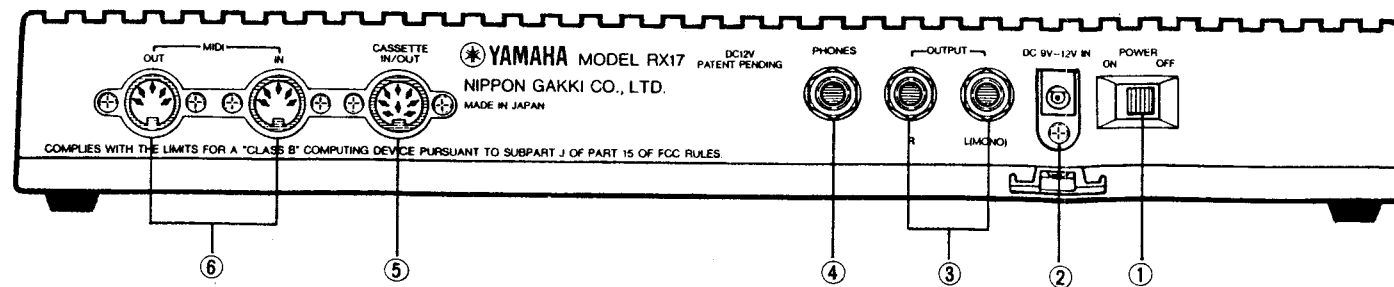 MIDI
OUT
IN
CASSETTE
IN/OUT
YAMAHA MODEL RX17
NIPPON GAKKI CO., LTD.
MADE IN JAPAN
DC12V
PATENT PENDING
PHONES
OUTPUT
R
L(MONO)
DC 9V~12V IN
POWER
ON
OFF
COMPLIES WITH THE LIMITS FOR A "CLASS B" COMPUTING DEVICE PURSUANT TO SUBPART J OF PART 15 OF FCC RULES.
⑥
⑤
④
③
②
①